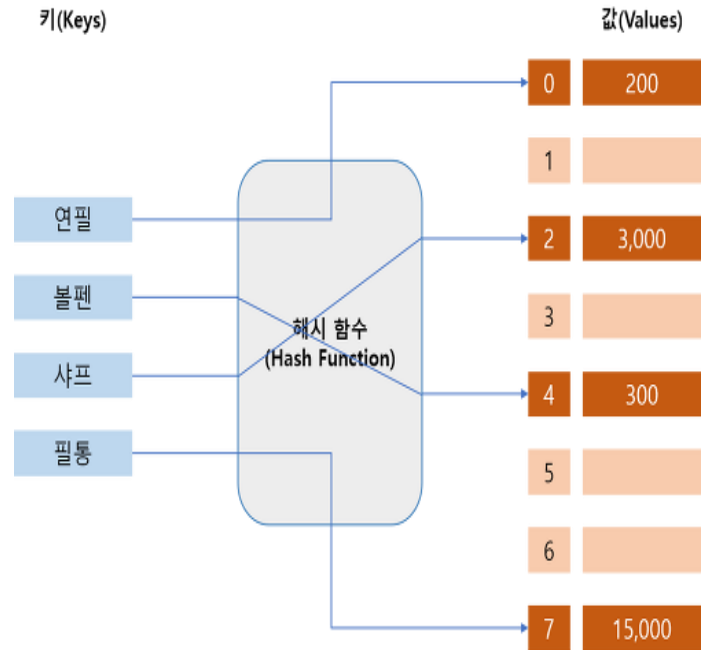 키(Keys)
값(Values)
0 200
1
연필
2 3,000
볼펜
3
해시 함수
(Hash Function)
샤프
4 300
필통
5
6
7 15,000